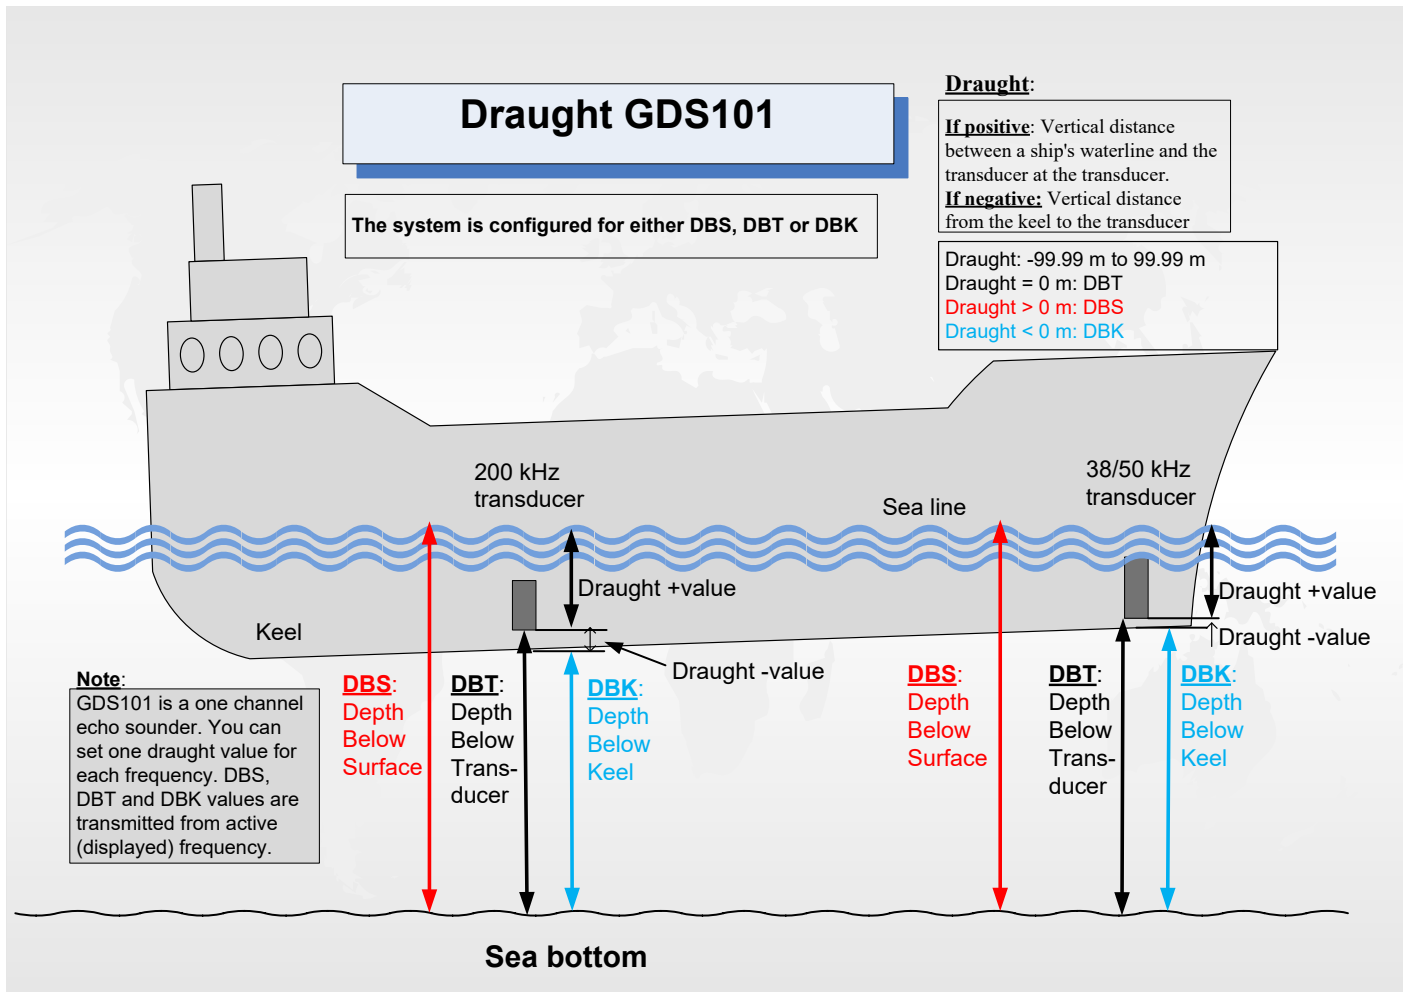 Draught GDS101
The system is configured for either DBS, DBT or DBK
Draught:
If positive: Vertical distance
between a ship's waterline and the
transducer at the transducer.
If negative: Vertical distance
from the keel to the transducer
Draught: -99.99 m to 99.99 m
Draught = 0 m: DBT
Draught > 0 m: DBS
Draught < 0 m: DBK
200 kHz
transducer
Sea line
38/50 kHz
transducer
Draught +value
Draught +value
Keel
Draught -value
Draught -value
Note:
GDS101 is a one channel
echo sounder. You can
set one draught value for
each frequency. DBS,
DBT and DBK values are
transmitted from active
(displayed) frequency.
DBS:
Depth
Below
Surface
DBT:
Depth
Below
Trans-
ducer
DBK:
Depth
Below
Keel
DBS:
Depth
Below
Surface
DBT:
Depth
Below
Trans-
ducer
DBK:
Depth
Below
Keel
Sea bottom